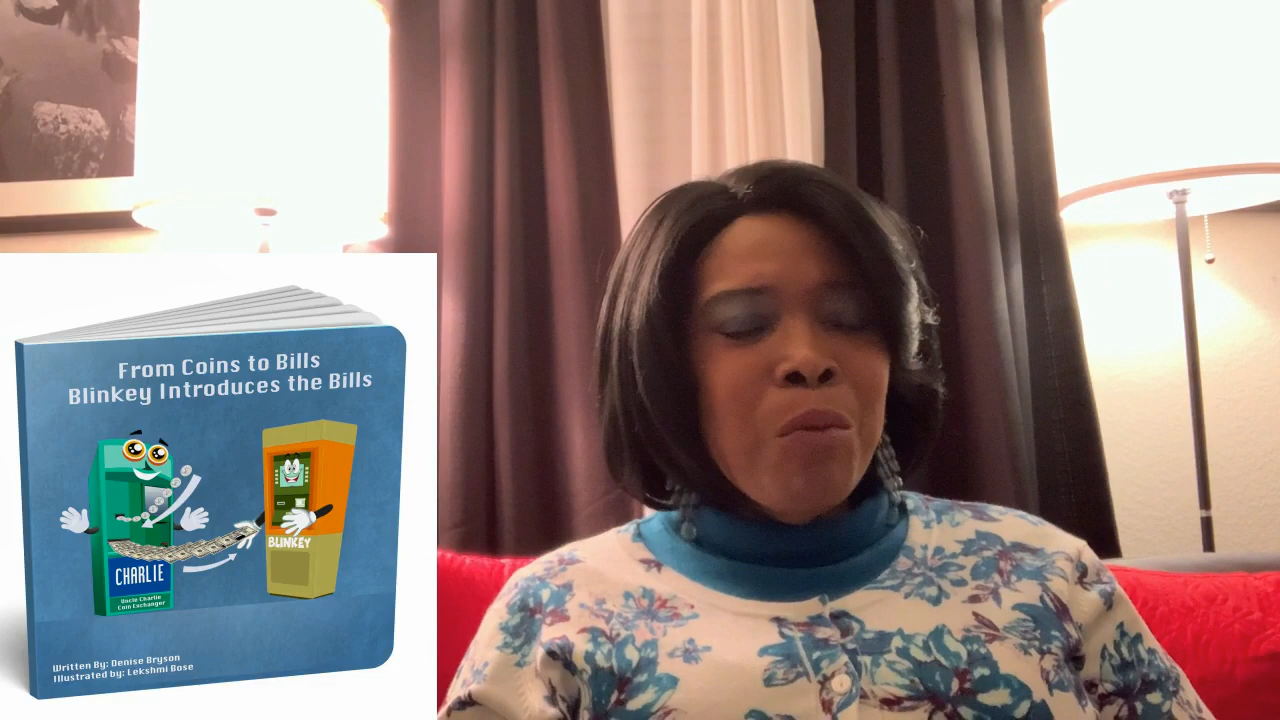 From Coins to Bills
Blinkey Introduces the Bills
CHARLIE
Uncle Charlie
Coin Exchanger
BLINKEY
Written By: Denise Bryson
Illustrated by: Lekshmi Bose